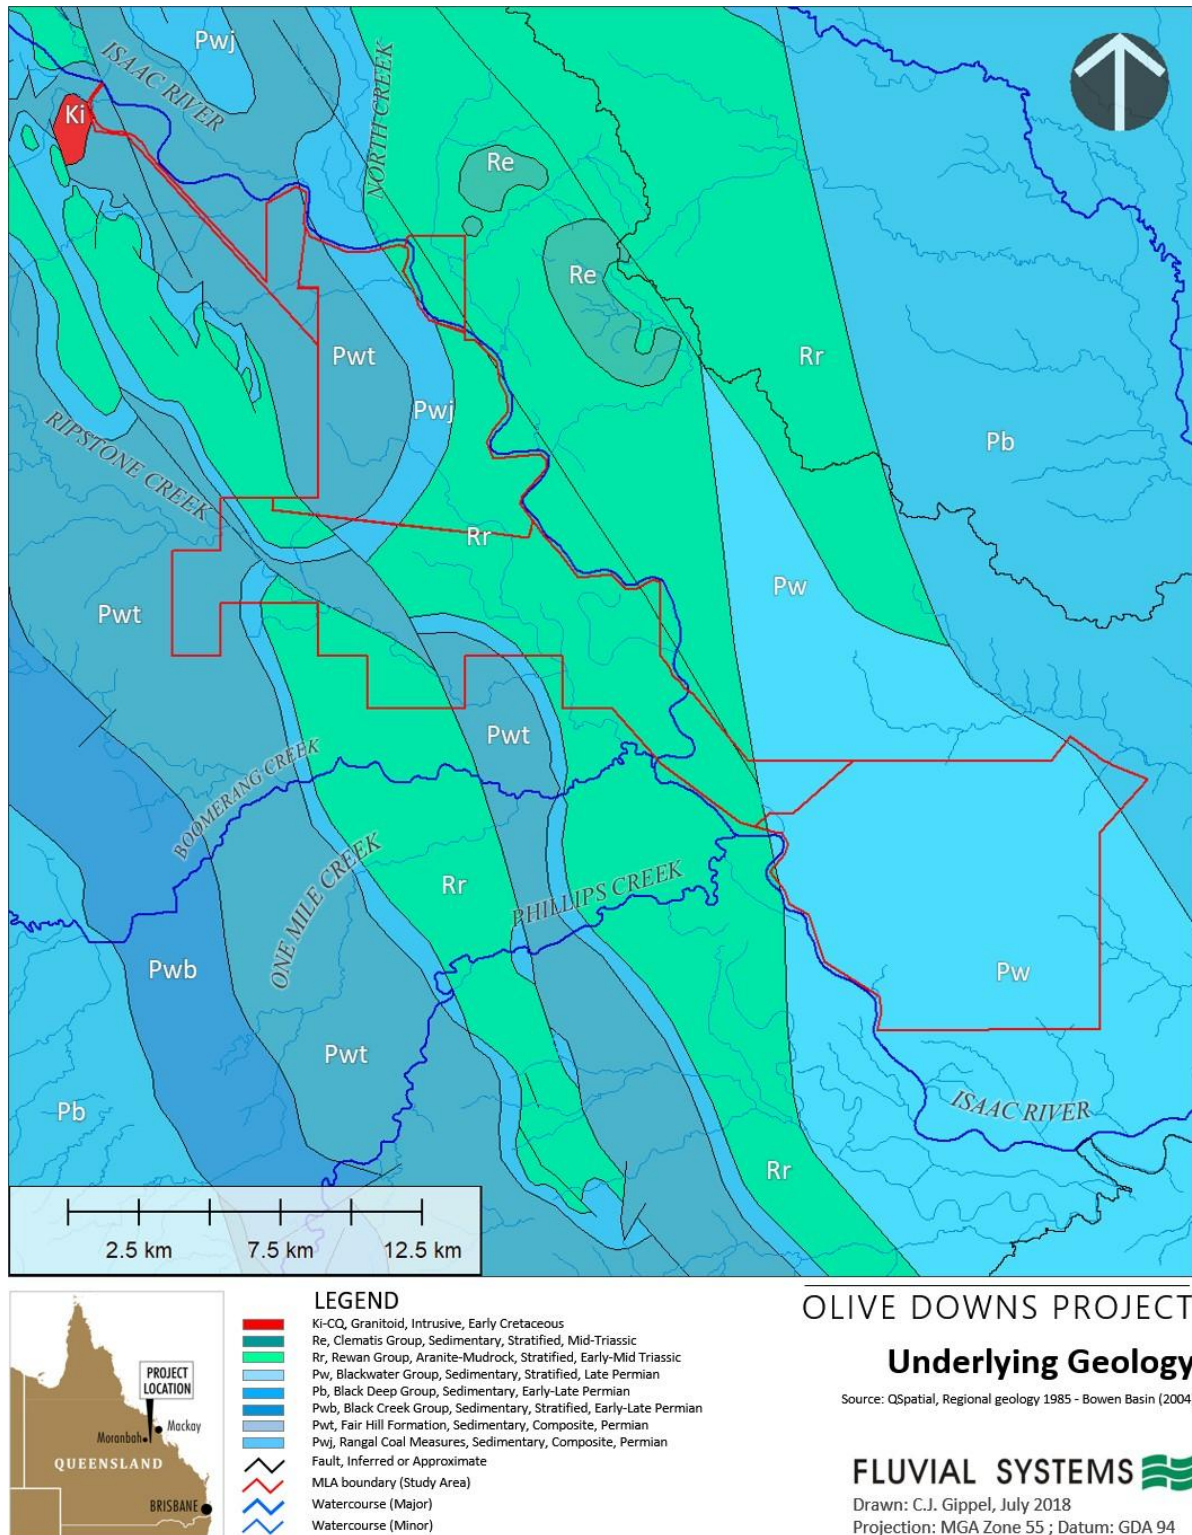 Pwj
ISAAC RIVER
NORTH CREEK
Ki
Re
Re
Rr
Pwt
Pwj
Pb
RIPSTONE CREEK
Rr
Pw
Pwt
Pwt
BOOMERANG CREEK
ONE MILE CREEK
Rr
PHILLIPS CREEK
Pwb
Pw
Pwt
Pb
ISAAC RIVER
Rr
2.5 km
7.5 km
12.5 km
PROJECT
LOCATION
Mackay
Moranbah
QUEENSLAND
BRISBANE
LEGEND
Ki-CQ, Granitoid, Intrusive, Early Cretaceous
Re, Clematis Group, Sedimentary, Stratified, Mid-Triassic
Rr, Rewan Group, Aranite-Mudrock, Stratified, Early-Mid Triassic
Pw, Blackwater Group, Sedimentary, Stratified, Late Permian
Pb, Black Deep Group, Sedimentary, Early-Late Permian
Pwb, Black Creek Group, Sedimentary, Stratified, Early-Late Permian
Pwt, Fair Hill Formation, Sedimentary, Composite, Permian
Pwj, Rangal Coal Measures, Sedimentary, Composite, Permian
Fault, Inferred or Approximate
MLA boundary (Study Area)
Watercourse (Major)
Watercourse (Minor)
OLIVE DOWNS PROJECT
Underlying Geology
Source: QSpatial, Regional geology 1985 - Bowen Basin (2004
FLUVIAL SYSTEMS
Drawn: C.J. Gippel, July 2018
Projection: MGA Zone 55 ; Datum: GDA 94